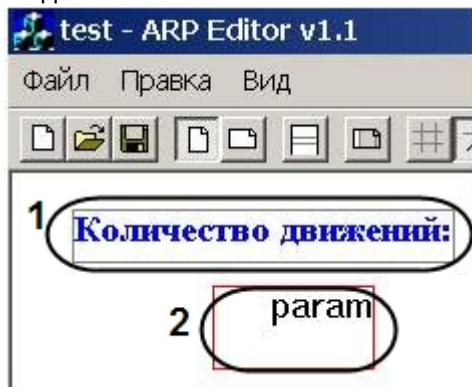 test - ARP Editor v1.1
Файл Правка Вид
1
Количество движений:
2
param